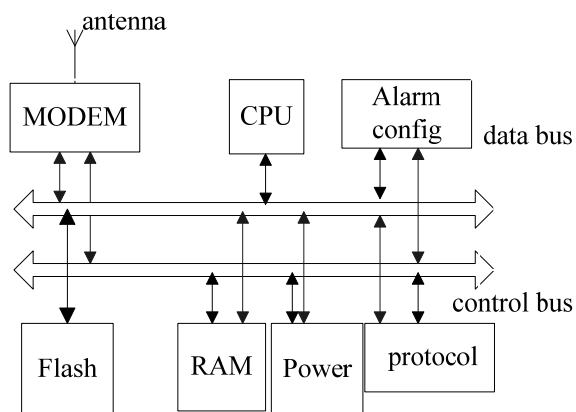 antenna
MODEM
CPU
Alarm
config
data bus
control bus
Flash
RAM
Power
protocol